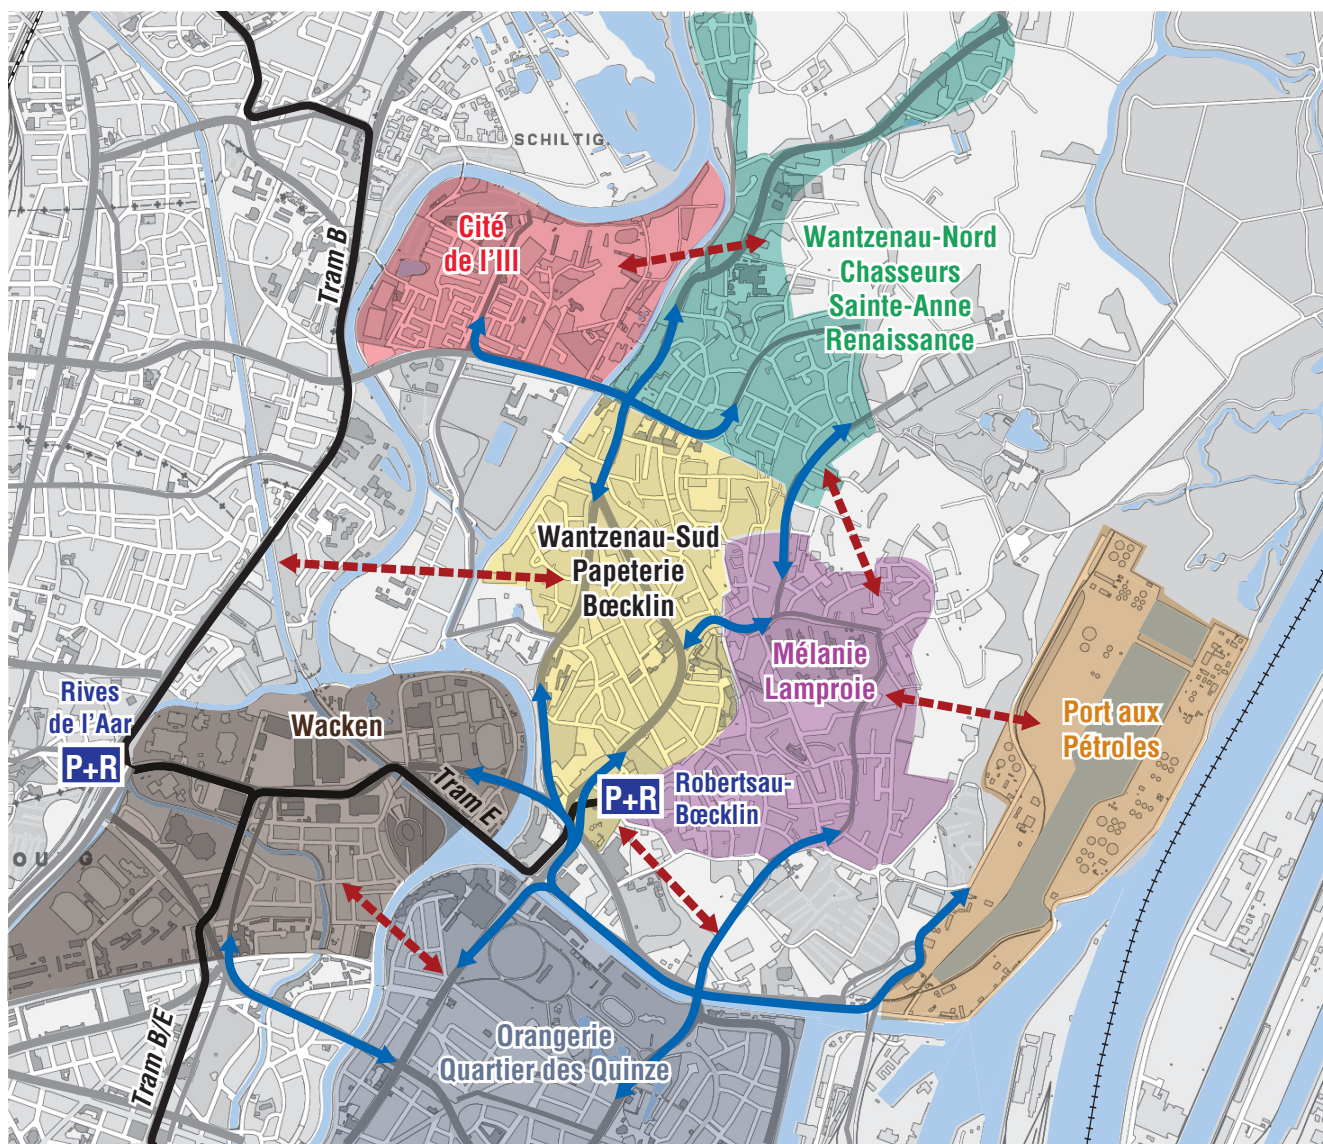 SCHILTIG
Tram B
Cité
de l'Ill
Wantzenau-Nord
Chasseurs
Sainte-Anne
Renaissance
Wantzenau-Sud
Papeterie
Bœcklin
Mélanie
Lamproie
Rives
de l'Aar
P+R
Wacken
Port aux
Pétroles
Tram E
P+R
Robertsau-
Bœcklin
OURG
Orangerie
Quartier des Quinze
Tram B/E